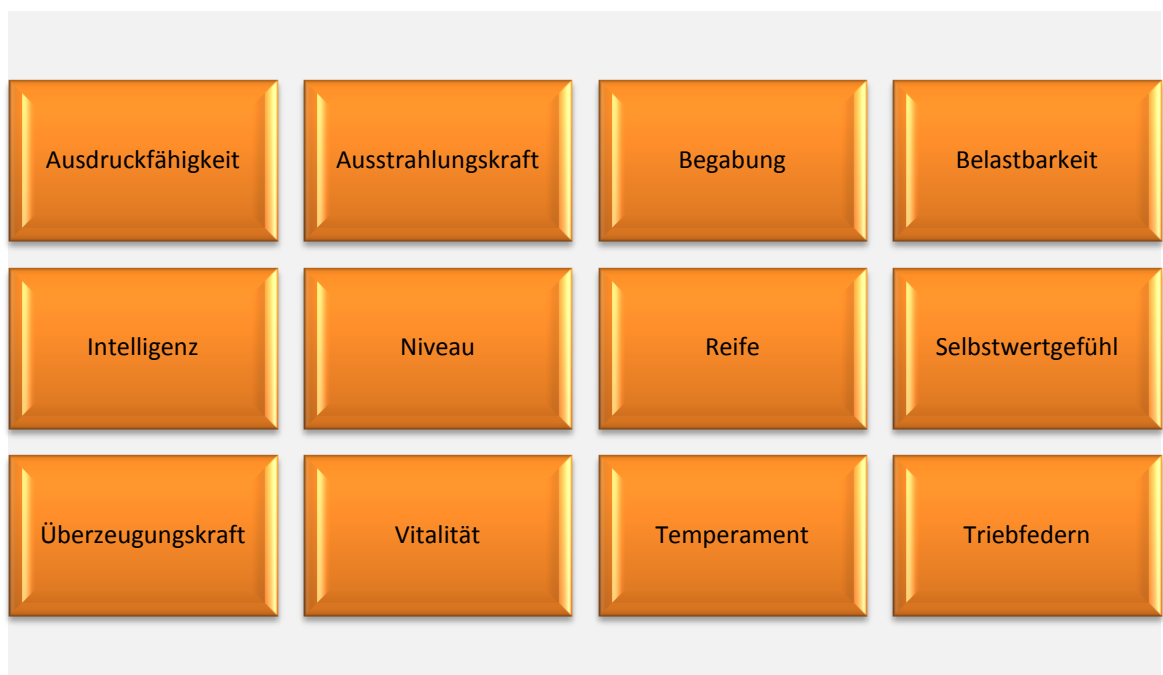 Ausdruckfähigkeit
Ausstrahlungskraft
Begabung
Belastbarkeit
Intelligenz
Niveau
Reife
Selbstwertgefühl
Überzeugungskraft
Vitalität
Temperament
Triebfedern